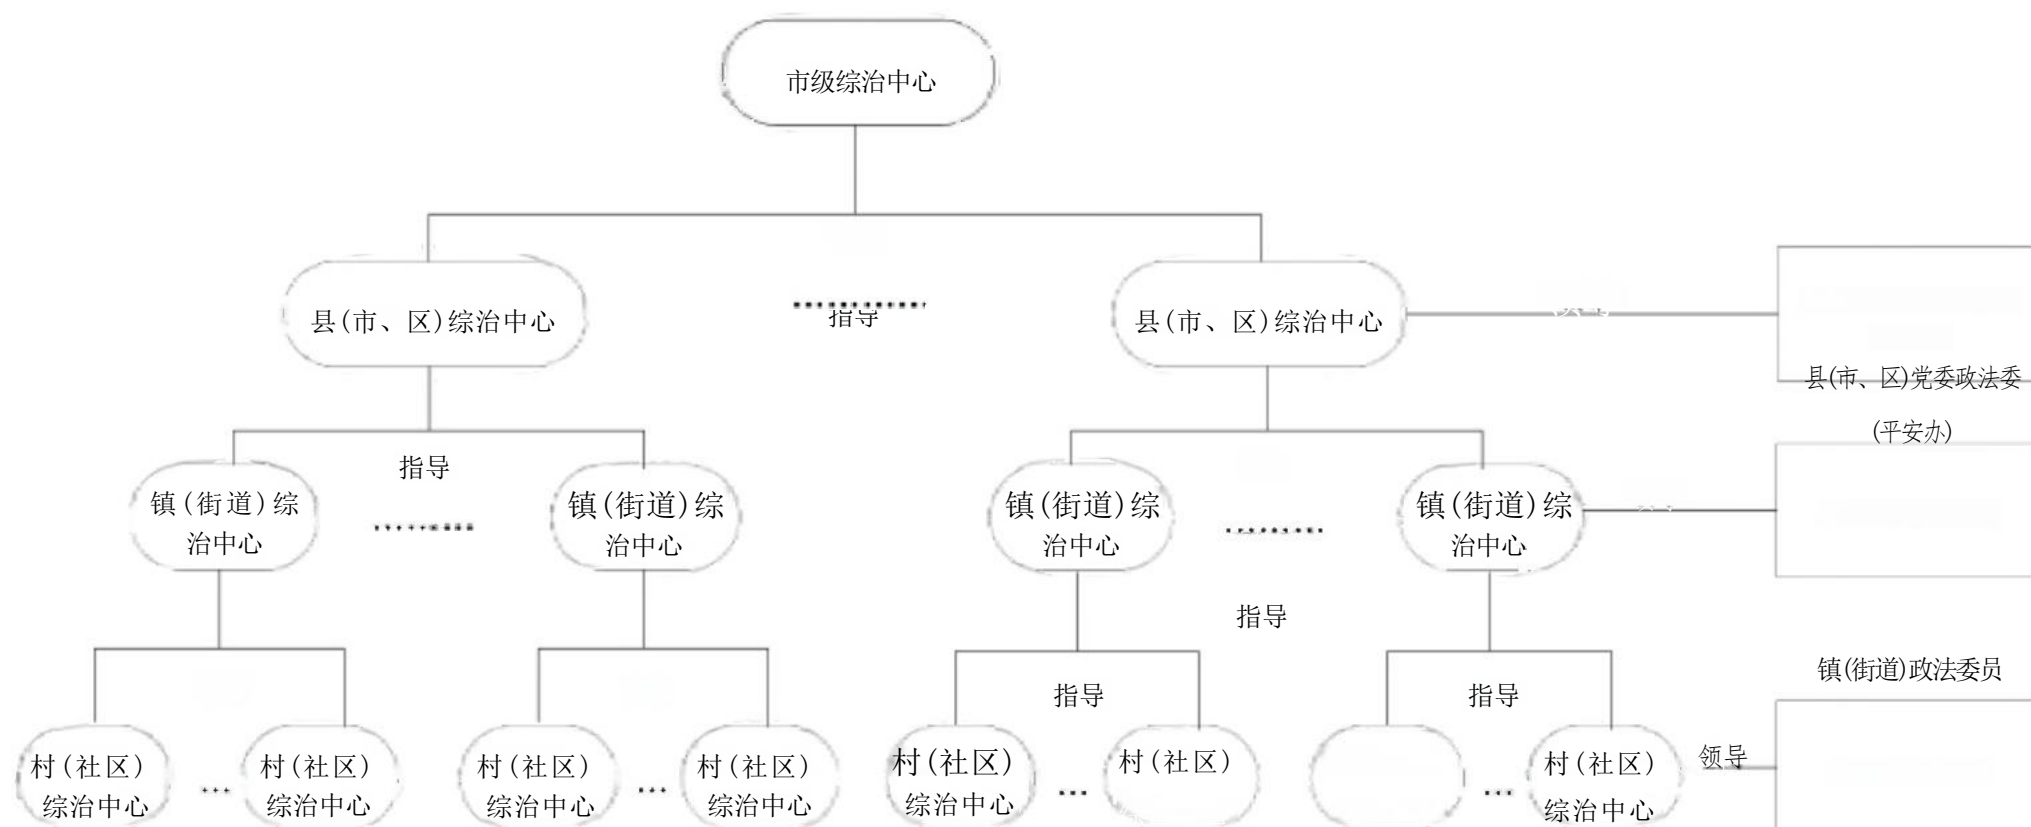 市级综治中心
县(市、区)综治中心
指导
县(市、区)综治中心
县(市、区)党委政法委
(平安办)
指导
镇(街道)综
治中心
镇(街道)综
治中心
镇(街道)综
治中心
镇(街道)综
治中心
指导
镇(街道)政法委员
指导
指导
村(社区)
综治中心
...
村(社区)
综治中心
村(社区)
综治中心
...
村(社区)
综治中心
村(社区)
综治中心
...
村(社区)
...
村(社区)
综治中心
领导